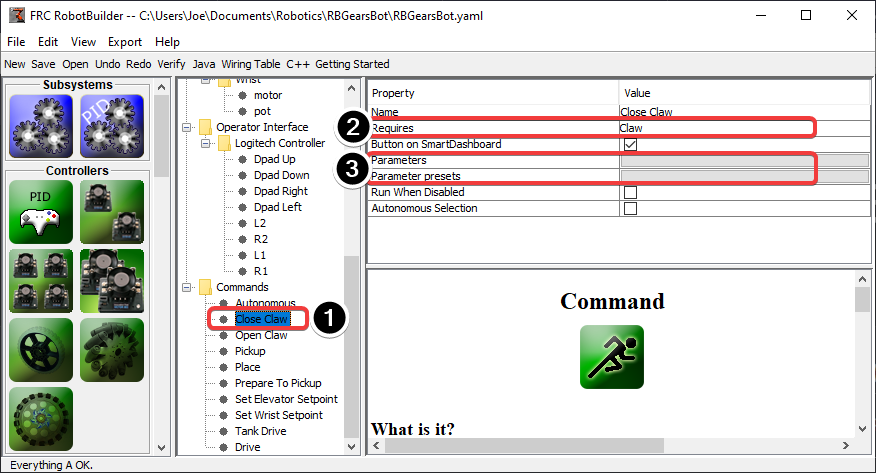 FRC RobotBuilder -- C:\Users\Joe\Documents\Robotics\RBGearsBot\RBGearsBot.yaml
File Edit View Export Help
New Save Open Undo Redo Verify Java Wiring Table C++ Getting Started
Subsystems
PID
Controllers
PID
Wrist
motor
pot
Operator Interface
Logitech Controller
Dpad Up
Dpad Down
Dpad Right
Dpad Left
L2
R2
L1
R1
Commands
Autonomous
Close Claw
1
Open Claw
Pickup
Place
Prepare To Pickup
Set Elevator Setpoint
Set Wrist Setpoint
Tank Drive
Drive
Property Value
Name Close Claw
2 Requires Claw
Button on SmartDashboard
3 Parameters
Parameter presets
Run When Disabled
Autonomous Selection
Command
What is it?
Everything A OK.